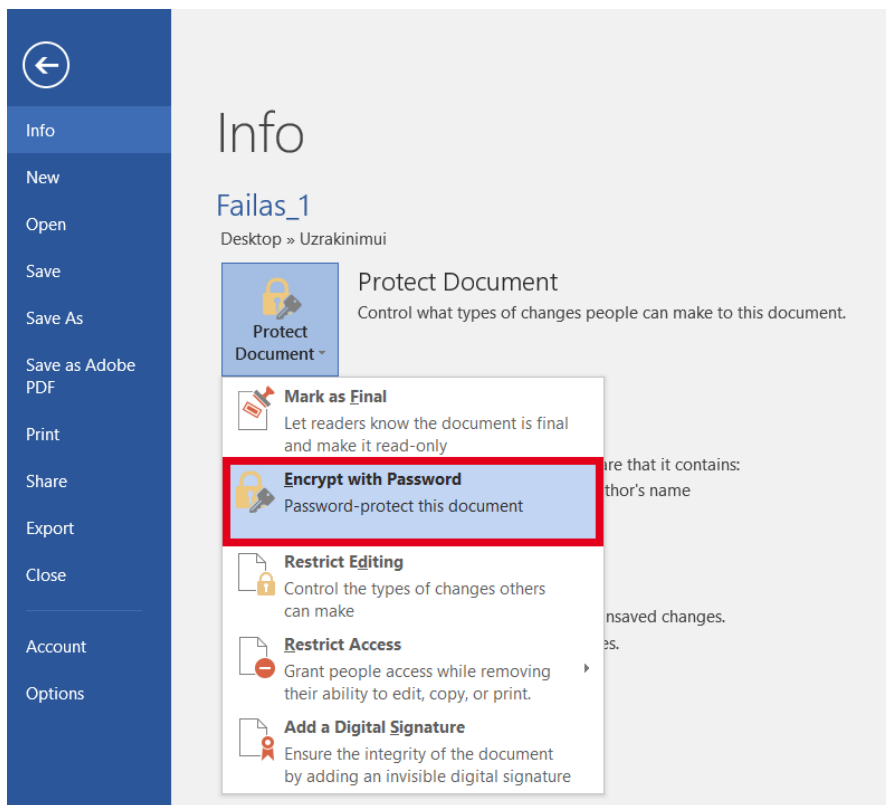 Info
New
Open
Save
Save As
Save as Adobe
PDF
Print
Share
Export
Close
Account
Options
Info
Failas_1
Desktop » Uzrakinimui
Protect
Document
Protect Document
Control what types of changes people can make to this document.
Mark as Final
Let readers know the document is final
and make it read-only
Encrypt with Password
Password-protect this document
Restrict Editing
Control the types of changes others
can make
Restrict Access
Grant people access while removing
their ability to edit, copy, or print.
Add a Digital Signature
Ensure the integrity of the document
by adding an invisible digital signature
that it contains:
name
changes.